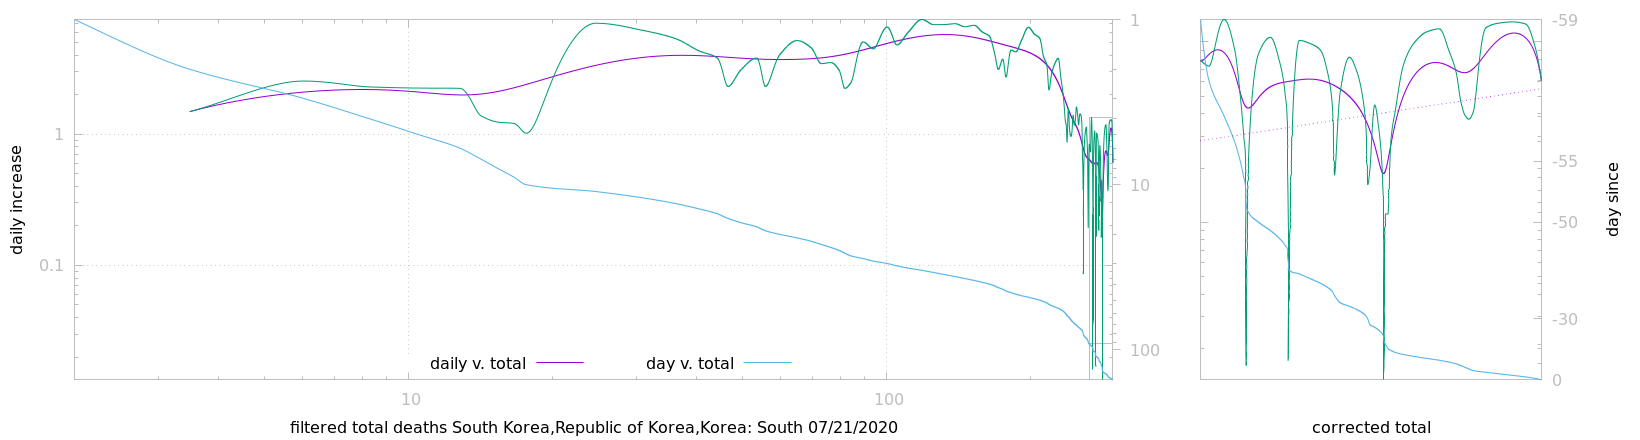 1
-59
1
-55
10
-50
0.1
-30
100
0
daily increase
day since
daily v. total
day v. total
10
100
filtered total deaths South Korea,Republic of Korea,Korea: South 07/21/2020
corrected total